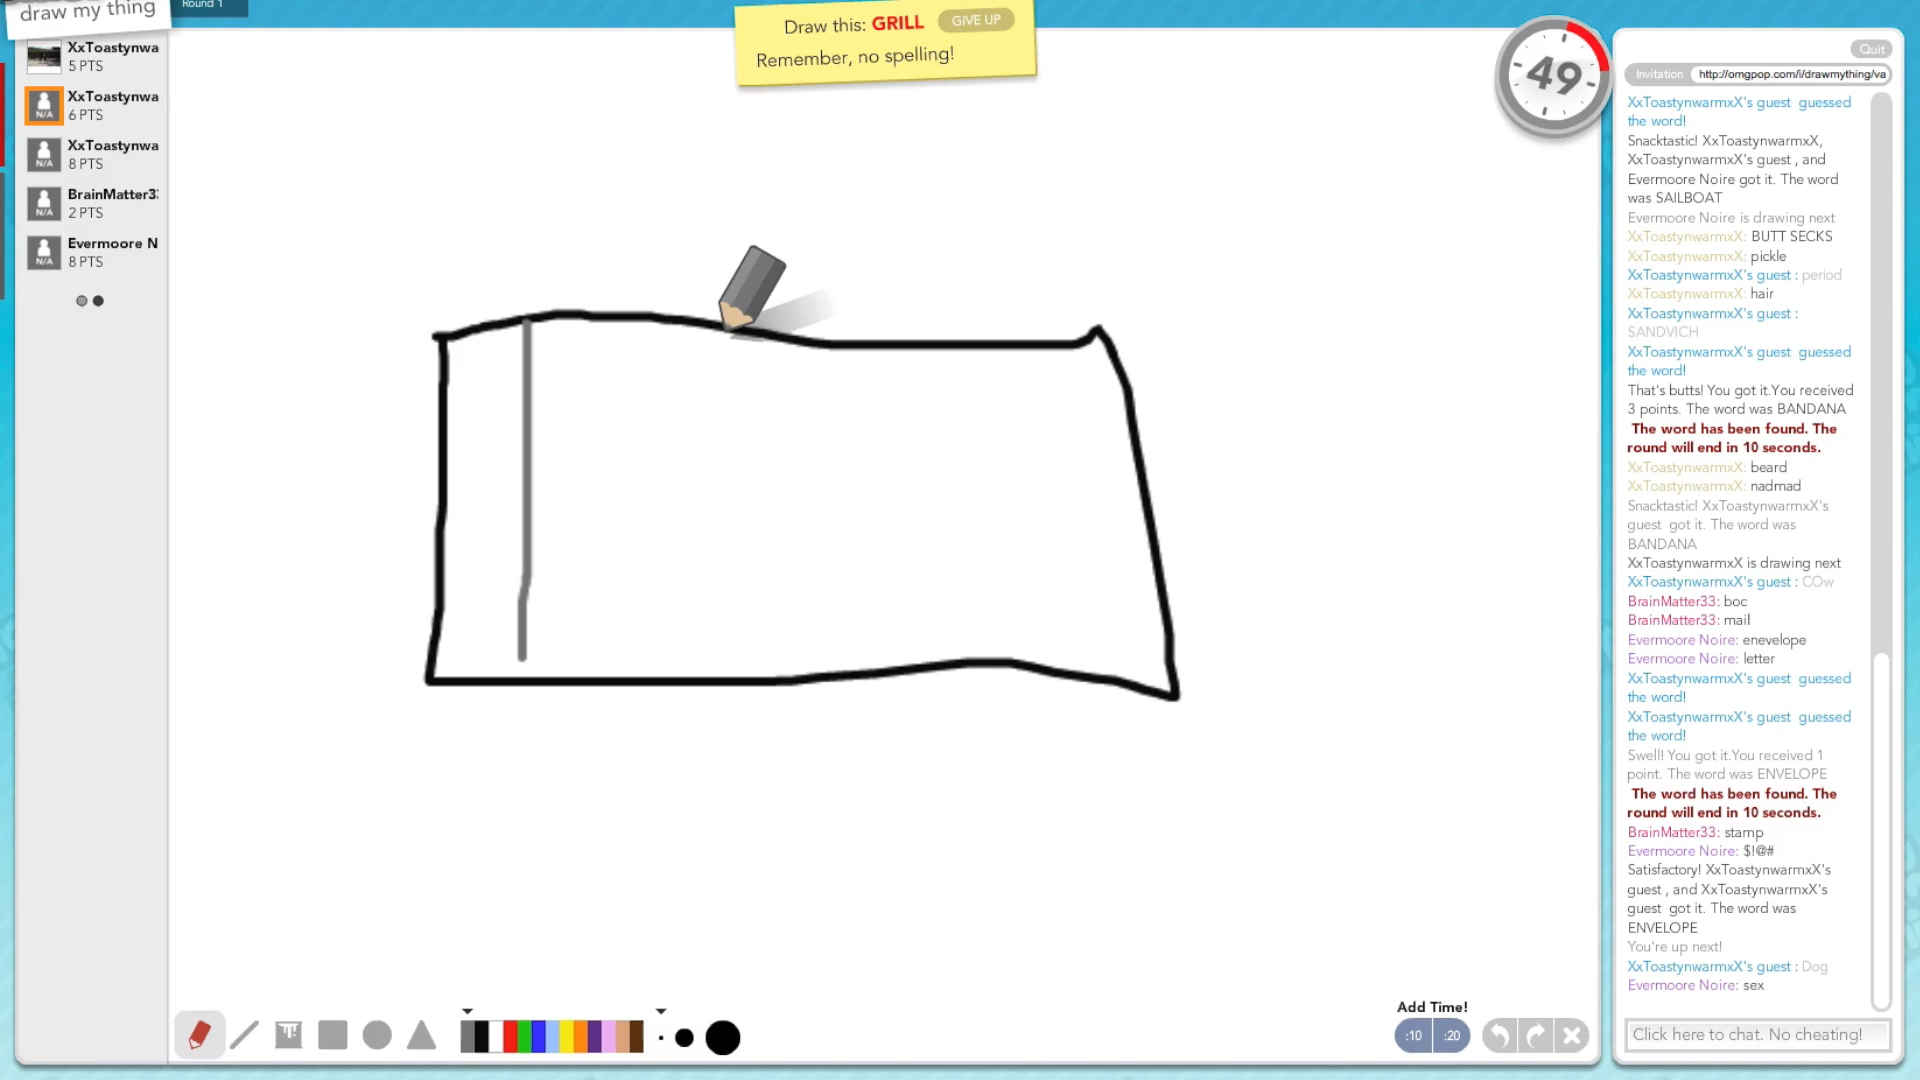 draw my thing
Round 1
XxToastynwa
5 PTS
N/A
XxToastynwa
6 PTS
N/A
XxToastynwa
8 PTS
N/A
BrainMatter3
2 PTS
N/A
Evermoore N
8 PTS
Draw this: GRILL
GIVE UP
Remember, no spelling!
49
Quit
Invitation http://omgpop.com/i/drawmything/va
XxToastynwarmxX's guest guessed
the word!
Snacktastic! XxToastynwarmxX,
XxToastynwarmxX's guest , and
Evermoore Noire got it. The word
was SAILBOAT
Evermoore Noire is drawing next
XxToastynwarmxX: BUTT SECKS
XxToastynwarmxX: pickle
XxToastynwarmxX's guest : period
XxToastynwarmxX: hair
XxToastynwarmxX's guest :
SANDVICH
XxToastynwarmxX's guest guessed
the word!
That's butts! You got it.You received
3 points. The word was BANDANA
The word has been found. The
round will end in 10 seconds.
XxToastynwarmxX: beard
XxToastynwarmxX: nadmad
Snacktastic! XxToastynwarmxX's
guest got it. The word was
BANDANA
XxToastynwarmxX is drawing next
XxToastynwarmxX's guest : COw
BrainMatter33: boc
BrainMatter33: mail
Evermoore Noire: enevelope
Evermoore Noire: letter
XxToastynwarmxX's guest guessed
the word!
XxToastynwarmxX's guest guessed
the word!
Swell! You got it.You received 1
point. The word was ENVELOPE
The word has been found. The
round will end in 10 seconds.
BrainMatter33: stamp
Evermoore Noire: $!@#
Satisfactory! XxToastynwarmxX's
guest , and XxToastynwarmxX's
guest got it. The word was
ENVELOPE
You're up next!
XxToastynwarmxX's guest : Dog
Evermoore Noire: sex
Add Time!
:10 :20
Click here to chat. No cheating!